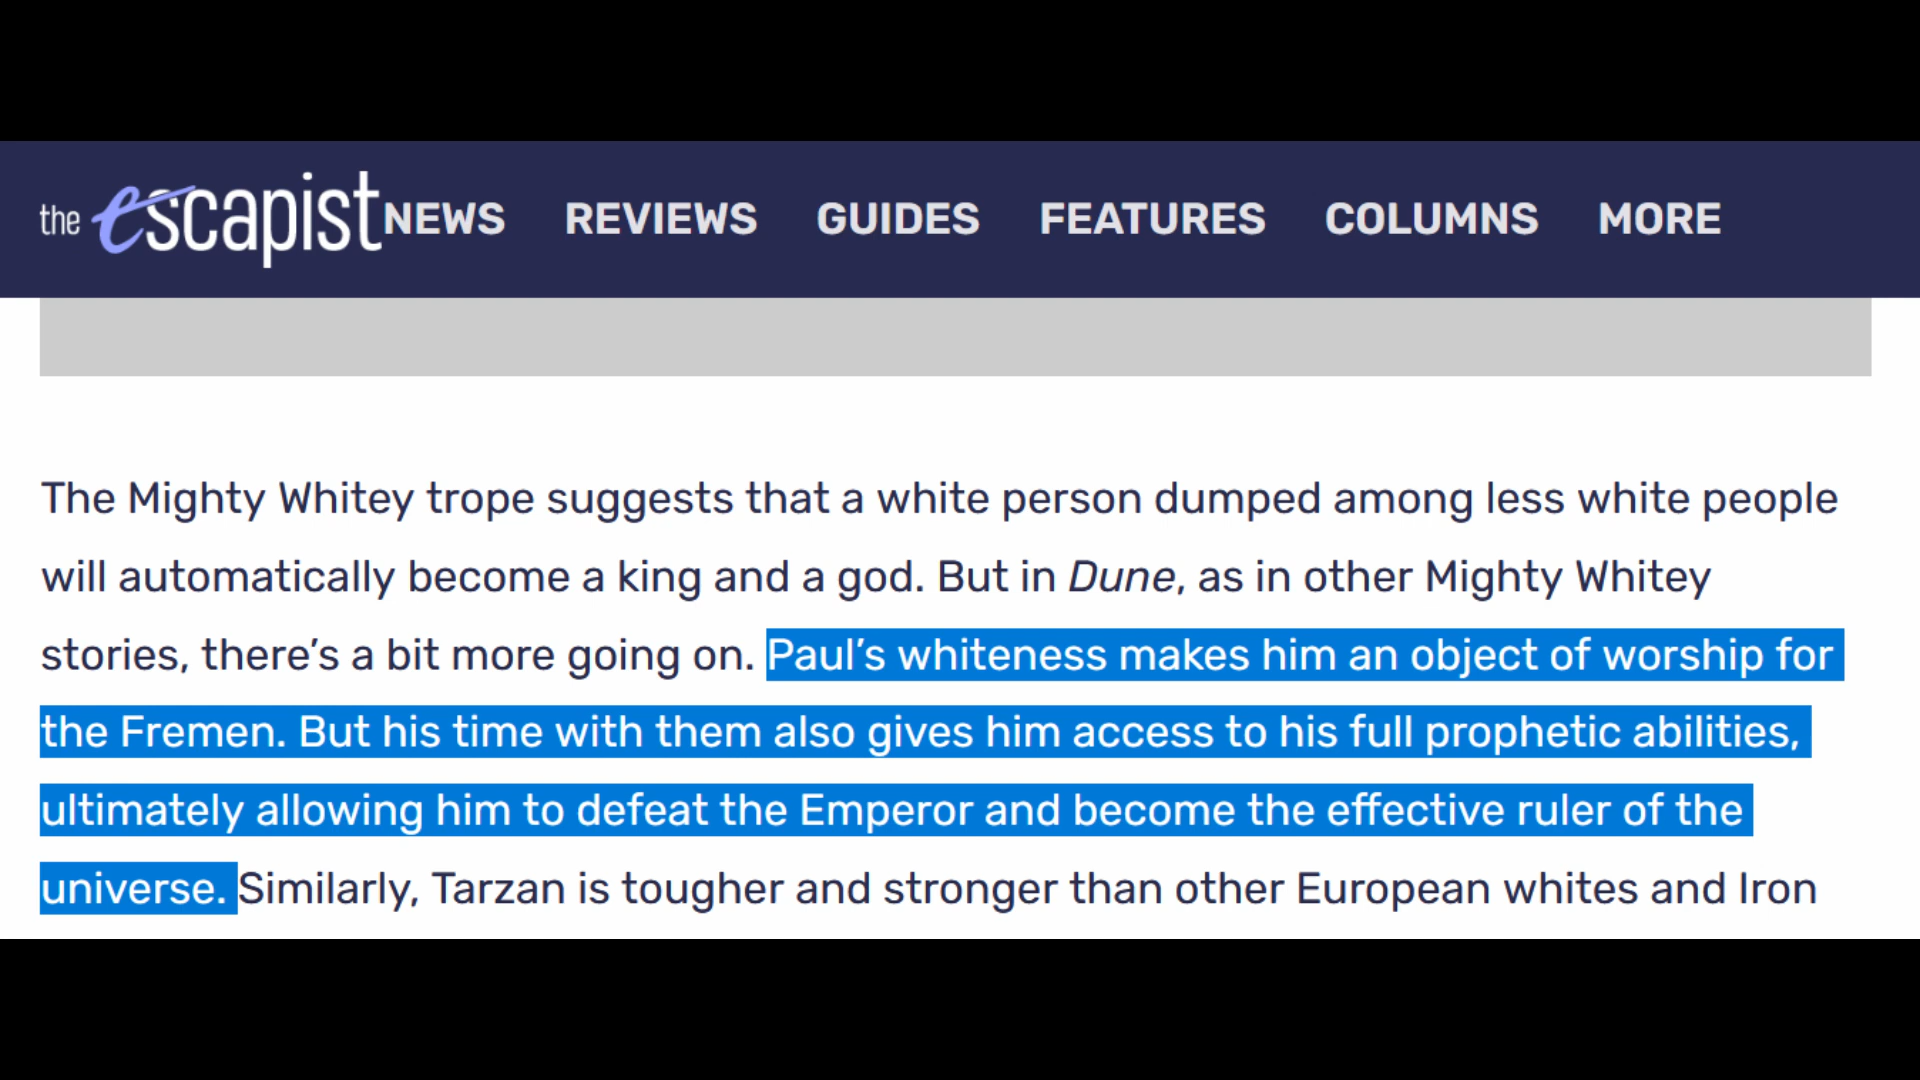 the escapist NEWS REVIEWS GUIDES FEATURES COLUMNS MORE
The Mighty Whitey trope suggests that a white person dumped among less white people
will automatically become a king and a god. But in Dune, as in other Mighty Whitey
stories, there’s a bit more going on. Paul’s whiteness makes him an object of worship for
the Fremen. But his time with them also gives him access to his full prophetic abilities,
ultimately allowing him to defeat the Emperor and become the effective ruler of the
universe. Similarly, Tarzan is tougher and stronger than other European whites and Iron